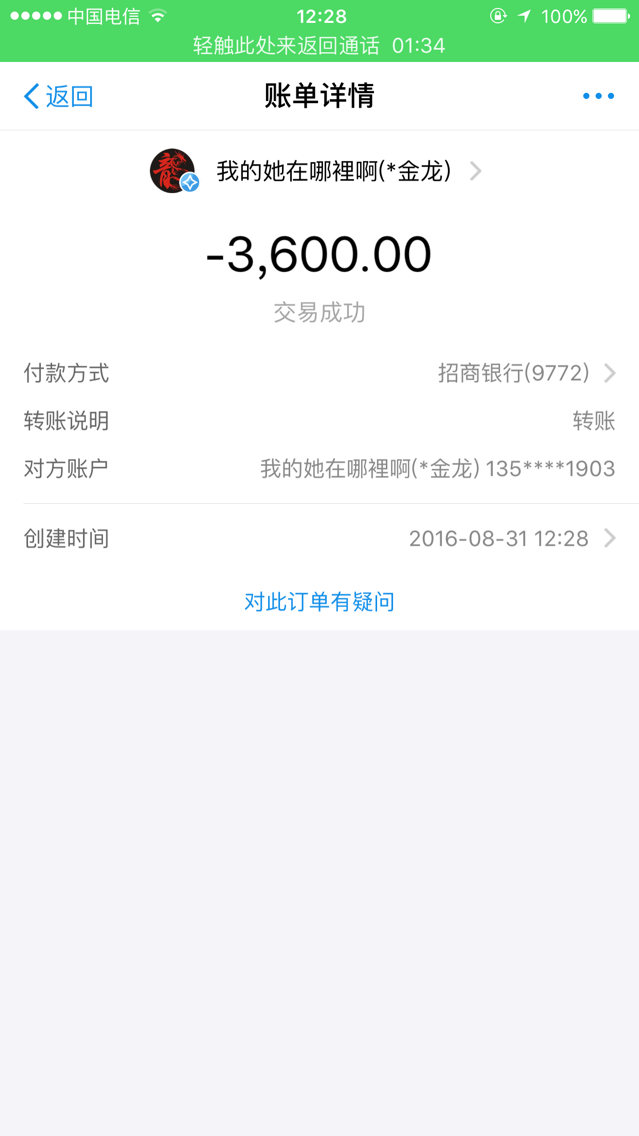 中国电信 12:28 100%
轻触此处来返回通话 01:34
返回 账单详情
我的她在哪裡啊(*金龙)
-3,600.00
交易成功
付款方式 招商银行(9772)
转账说明 转账
对方账户 我的她在哪裡啊(*金龙) 135****1903
创建时间 2016-08-31 12:28
对此订单有疑问